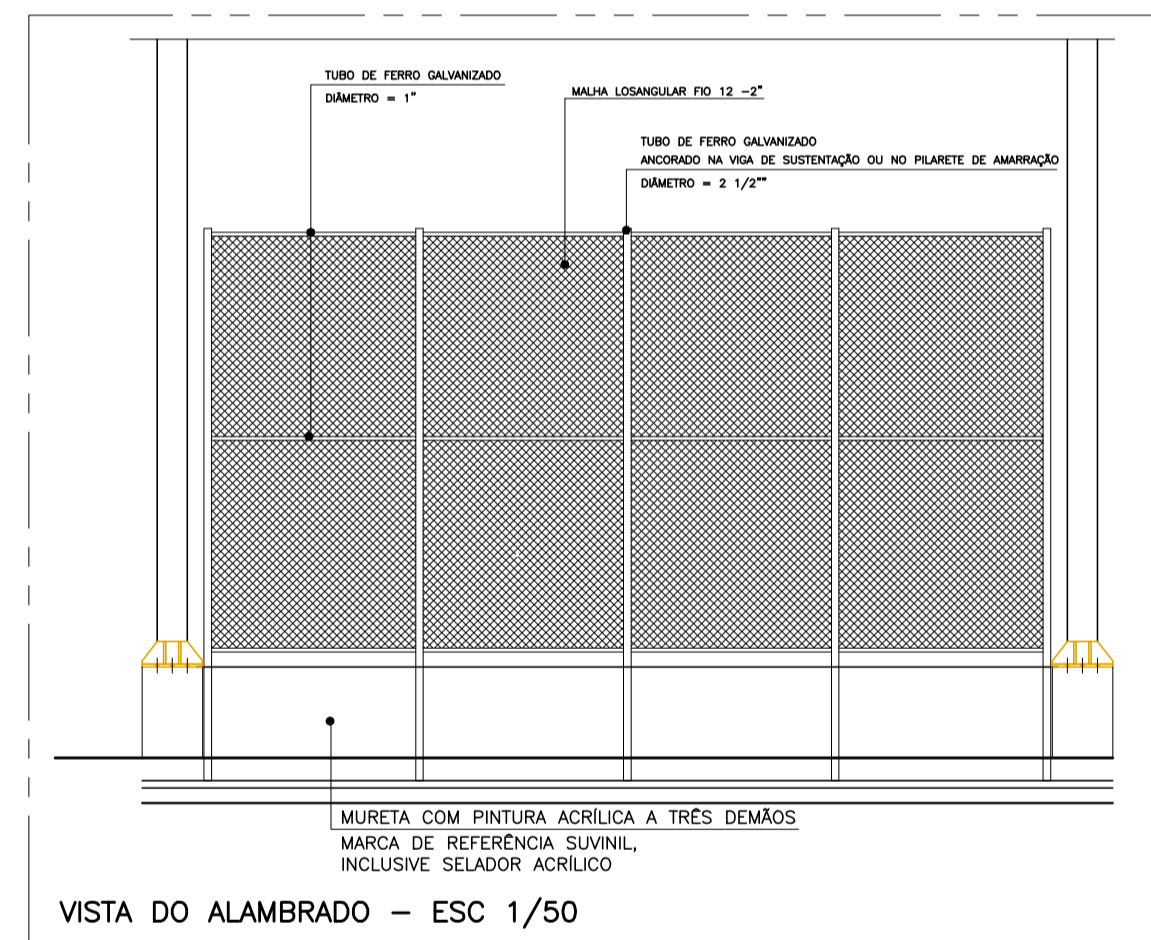 TUBO DE FERRO GALVANIZADO
DIÂMETRO = 1"
MALHA LOSANGULAR FIO 12 -2"
TUBO DE FERRO GALVANIZADO
ANCORADO NA VIGA DE SUSTENTAÇÃO OU NO PILARETE DE AMARRAÇÃO
DIÂMETRO = 2 1/2""
MURETA COM PINTURA ACRÍLICA A TRÊS DEMÃOS
MARCA DE REFERÊNCIA SUVINIL,
INCLUSIVE SELADOR ACRÍLICO
VISTA DO ALAMBRADO – ESC 1/50